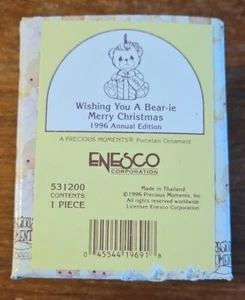 Wishing You A Bear-ie
Merry Christmas
1996 Annual Edition
A PRECIOUS MOMENTS® Porcelain Ornament
ENESCO
CORPORATION
531200
CONTENTS:
1 PIECE
Made in Thailand
©1996 Precious Moments, Inc.
All rights reserved worldwide
Licensee Enesco Corporation
0 45544 19691 8